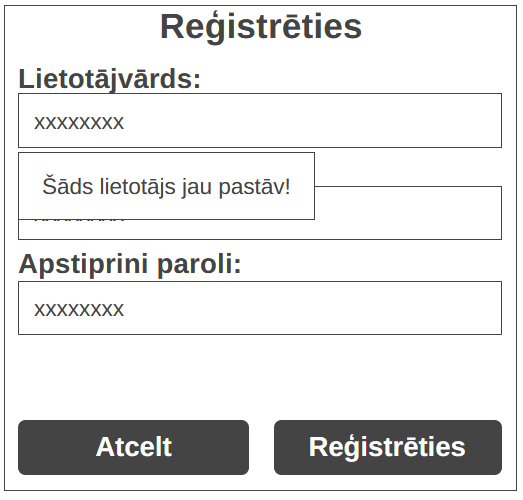 Reģistrēties
Lietotājvārds:
xxxxxxxx
Šāds lietotājs jau pastāv!
Apstiprini paroli:
xxxxxxxx
Atcelt
Reģistrēties